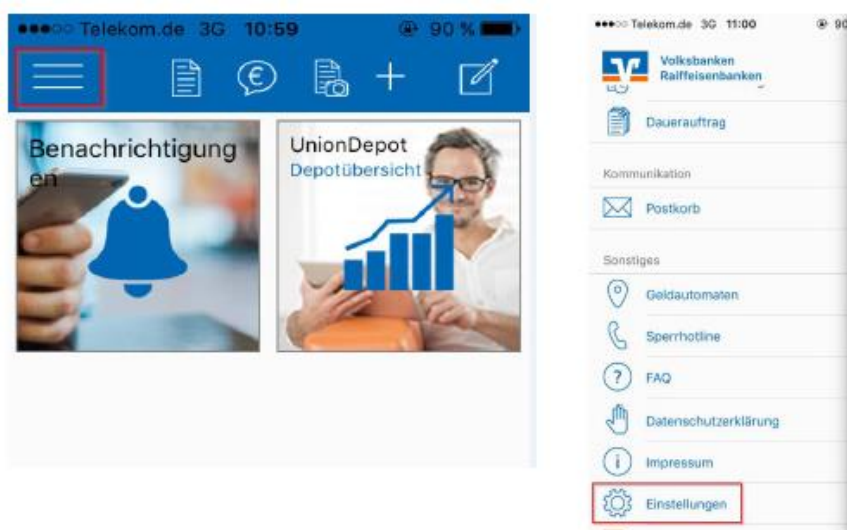 Telekom.de 3G 10:59 90 %
Benachrichtigung
en
UnionDepot
Depotübersicht
Telekom.de 3G 11:00 90
Volksbanken
Raiffeisenbanken
Dauerauftrag
Kommunikation
Postkorb
Sonstiges
Geldautomaten
Sperrhotline
FAQ
Datenschutzerklärung
Impressum
Einstellungen